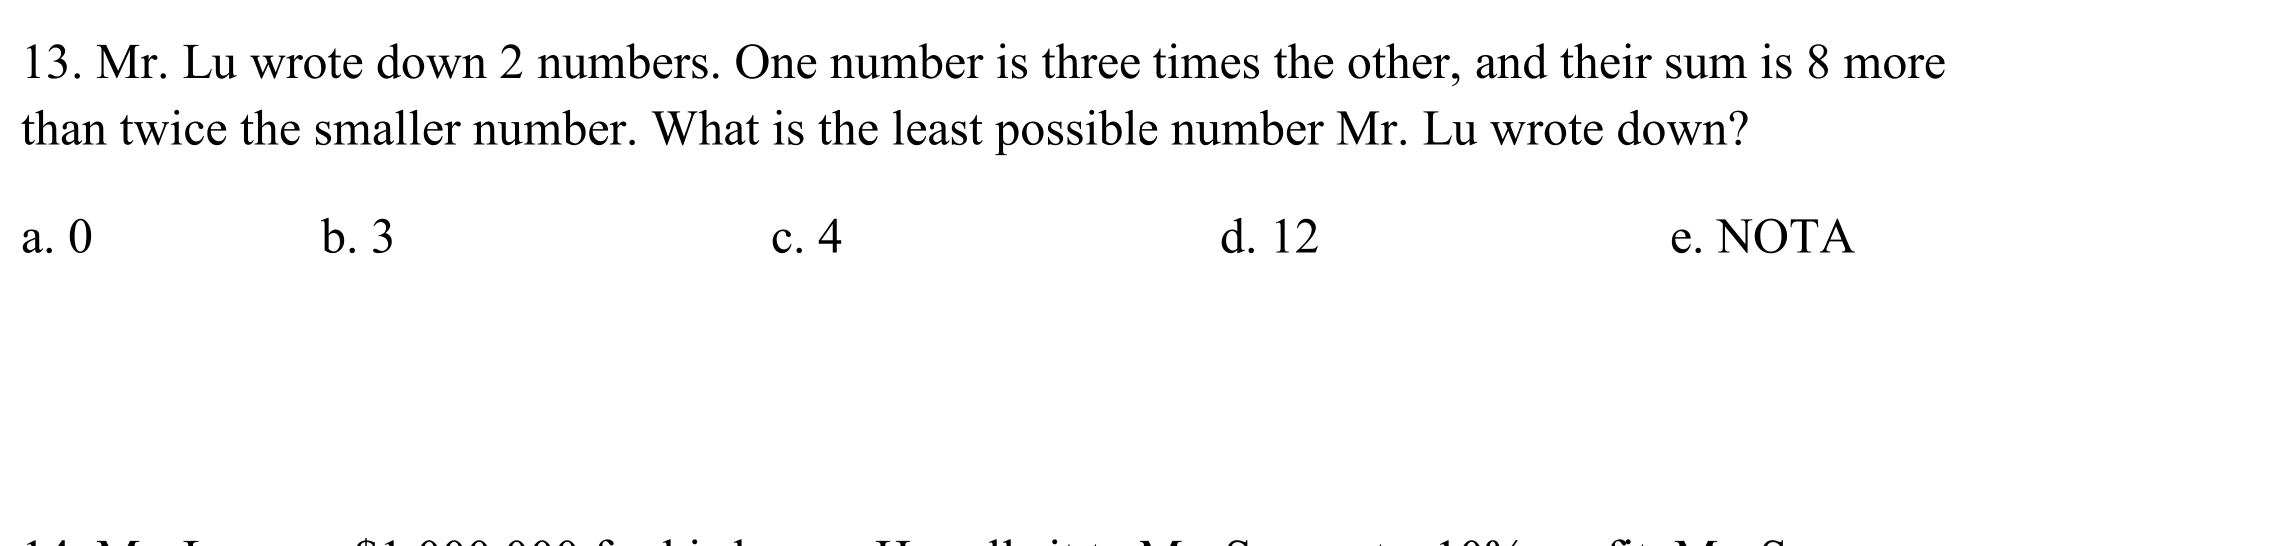 13. Mr. Lu wrote down 2 numbers. One number is three times the other, and their sum is 8 more
than twice the smaller number. What is the least possible number Mr. Lu wrote down?
a. 0 b. 3 c. 4 d. 12 e. NOTA